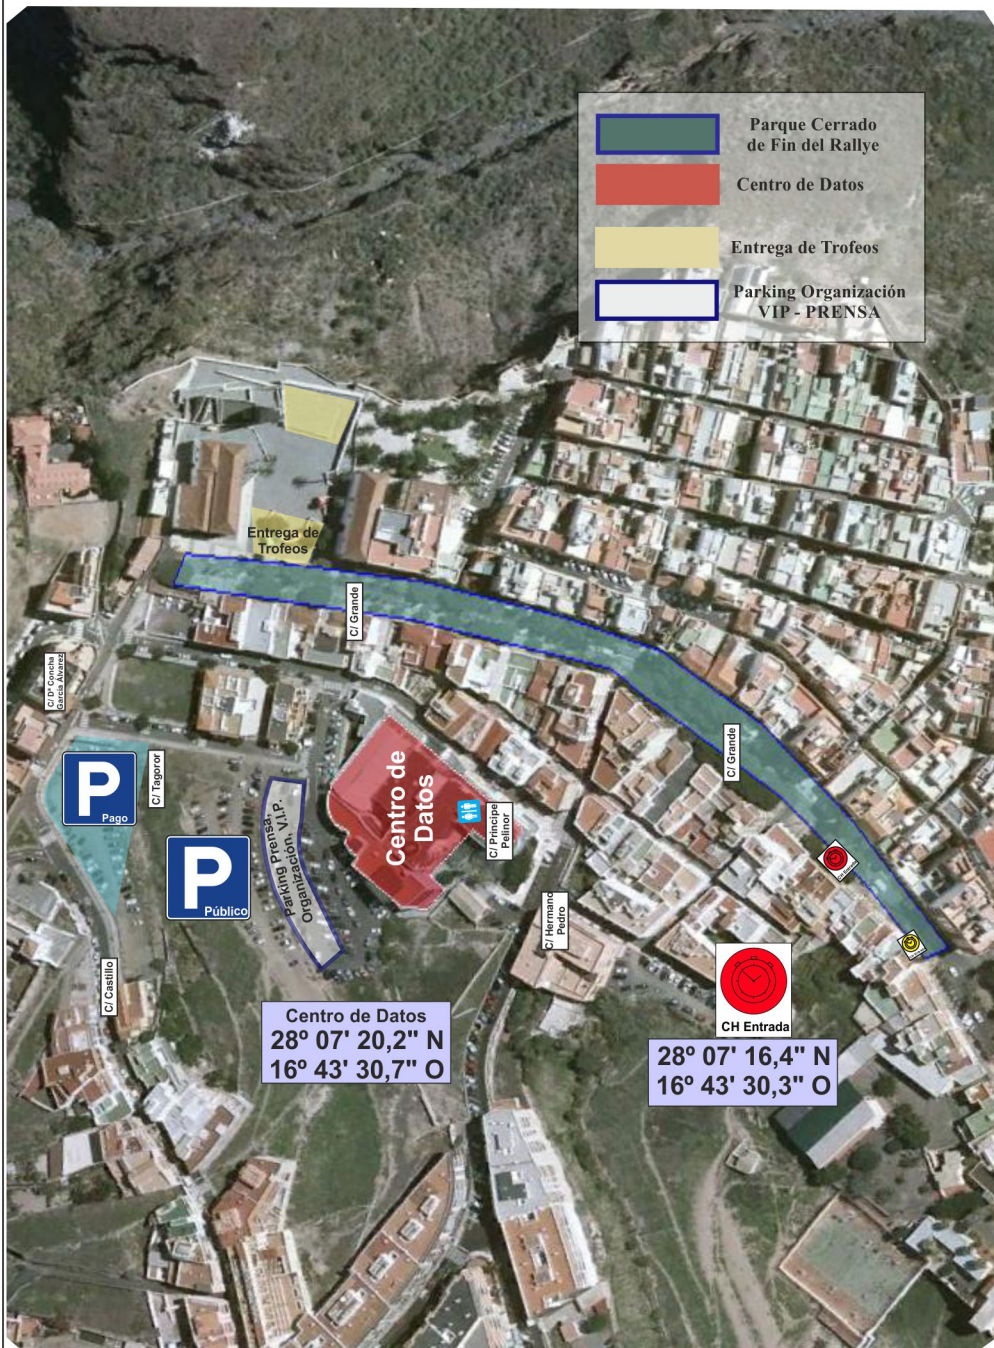 Parque Cerrado
de Fin del Rallye
Centro de Datos
Entrega de Trofeos
Parking Organización
VIP - PRENSA
Entrega de
Trofeos
C/ Grande
C/ Dª Concha
García Álvarez
C/ Tagoror
P
Pago
P
Público
Parking Prensa,
Organización, V.I.P.
Centro de
Datos
C/ Príncipe
Pelinor
C/ Grande
CH Entrada
C/ Hermano
Pedro
C/ Castillo
Centro de Datos
28º 07' 20,2" N
16º 43' 30,7" O
CH Entrada
28º 07' 16,4" N
16º 43' 30,3" O